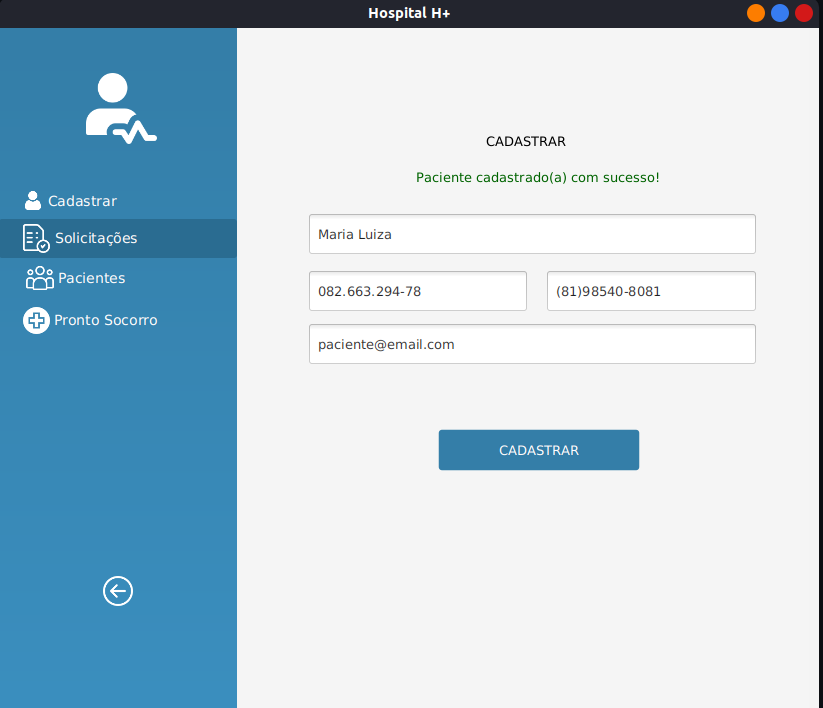 Hospital H+
Cadastrar
Solicitações
Pacientes
Pronto Socorro
CADASTRAR
Paciente cadastrado(a) com sucesso!
Maria Luiza
082.663.294-78 (81)98540-8081
paciente@email.com
CADASTRAR